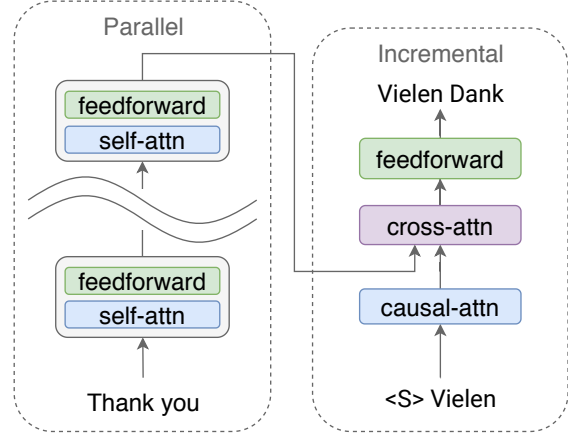 Parallel
feedforward
self-attn
feedforward
self-attn
Thank you
Incremental
Vielen Dank
feedforward
cross-attn
causal-attn
<S> Vielen